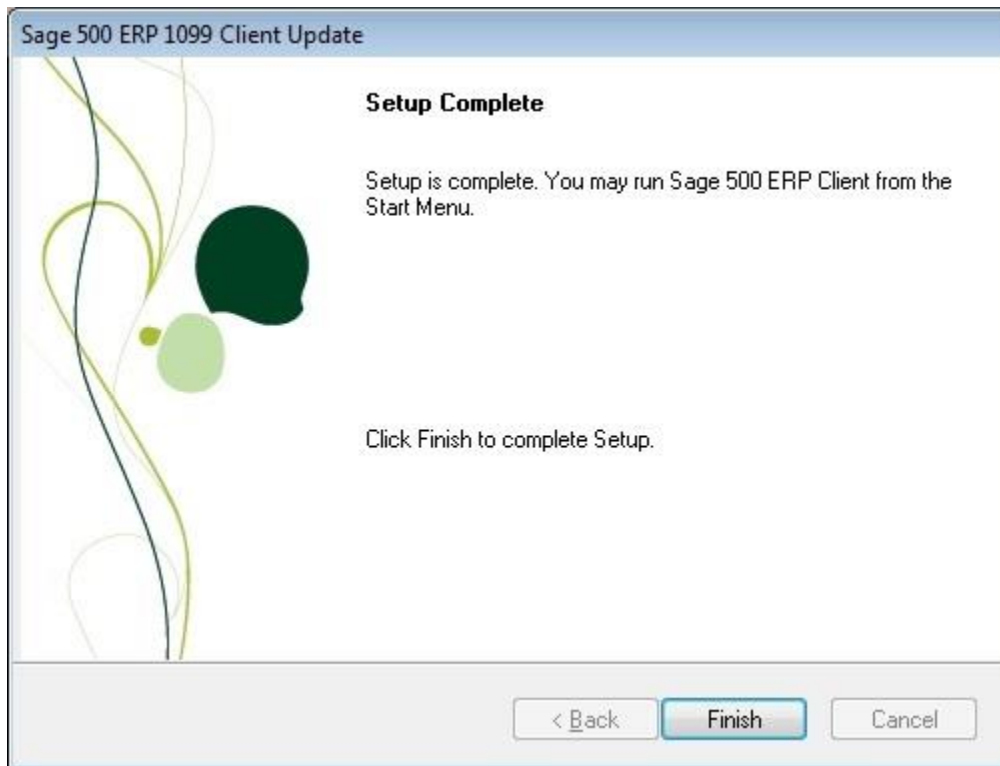 Sage 500 ERP 1099 Client Update
Setup Complete
Setup is complete. You may run Sage 500 ERP Client from the
Start Menu.
Click Finish to complete Setup.
< Back
Finish
Cancel